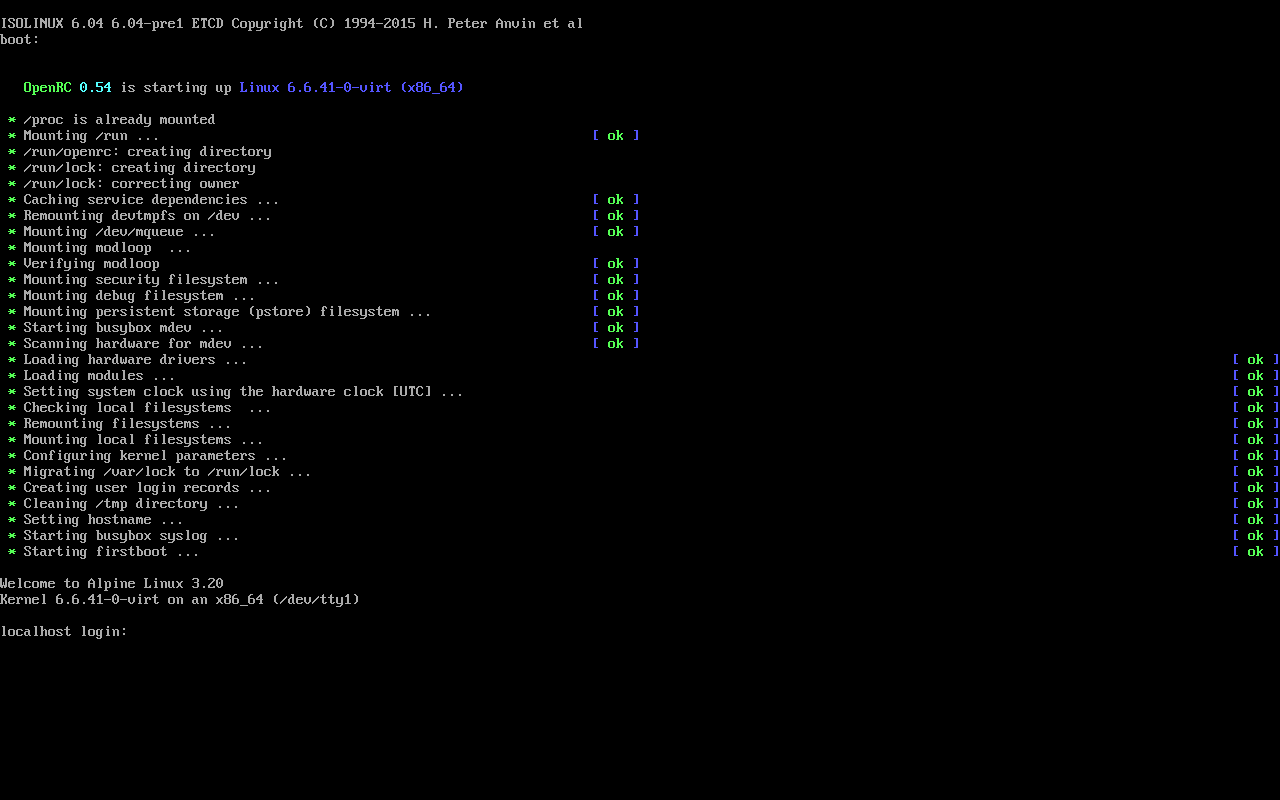 ISOLINUX 6.04 6.04-pre1 ETCD Copyright (C) 1994-2015 H. Peter Anvin et al
boot:
OpenRC 0.54 is starting up Linux 6.6.41-0-virt (x86_64)
* /proc is already mounted
* Mounting /run ... [ ok ]
* /run/openrc: creating directory
* /run/lock: creating directory
* /run/lock: correcting owner
* Caching service dependencies ... [ ok ]
* Remounting devtmpfs on /dev ... [ ok ]
* Mounting /dev/mqueue ... [ ok ]
* Mounting modloop  ...
* Verifying modloop [ ok ]
* Mounting security filesystem ... [ ok ]
* Mounting debug filesystem ... [ ok ]
* Mounting persistent storage (pstore) filesystem ... [ ok ]
* Starting busybox mdev ... [ ok ]
* Scanning hardware for mdev ... [ ok ]
* Loading hardware drivers ... [ ok ]
* Loading modules ... [ ok ]
* Setting system clock using the hardware clock [UTC] ... [ ok ]
* Checking local filesystems  ... [ ok ]
* Remounting filesystems ... [ ok ]
* Mounting local filesystems ... [ ok ]
* Configuring kernel parameters ... [ ok ]
* Migrating /var/lock to /run/lock ... [ ok ]
* Creating user login records ... [ ok ]
* Cleaning /tmp directory ... [ ok ]
* Setting hostname ... [ ok ]
* Starting busybox syslog ... [ ok ]
* Starting firstboot ... [ ok ]
Welcome to Alpine Linux 3.20
Kernel 6.6.41-0-virt on an x86_64 (/dev/tty1)
localhost login: